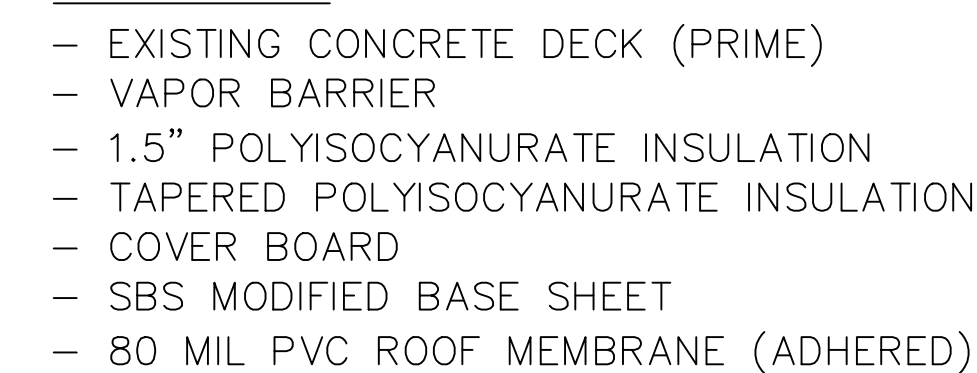 – EXISTING CONCRETE DECK (PRIME)
– VAPOR BARRIER
– 1.5" POLYISOCYANURATE INSULATION
– TAPERED POLYISOCYANURATE INSULATION
– COVER BOARD
– SBS MODIFIED BASE SHEET
– 80 MIL PVC ROOF MEMBRANE (ADHERED)